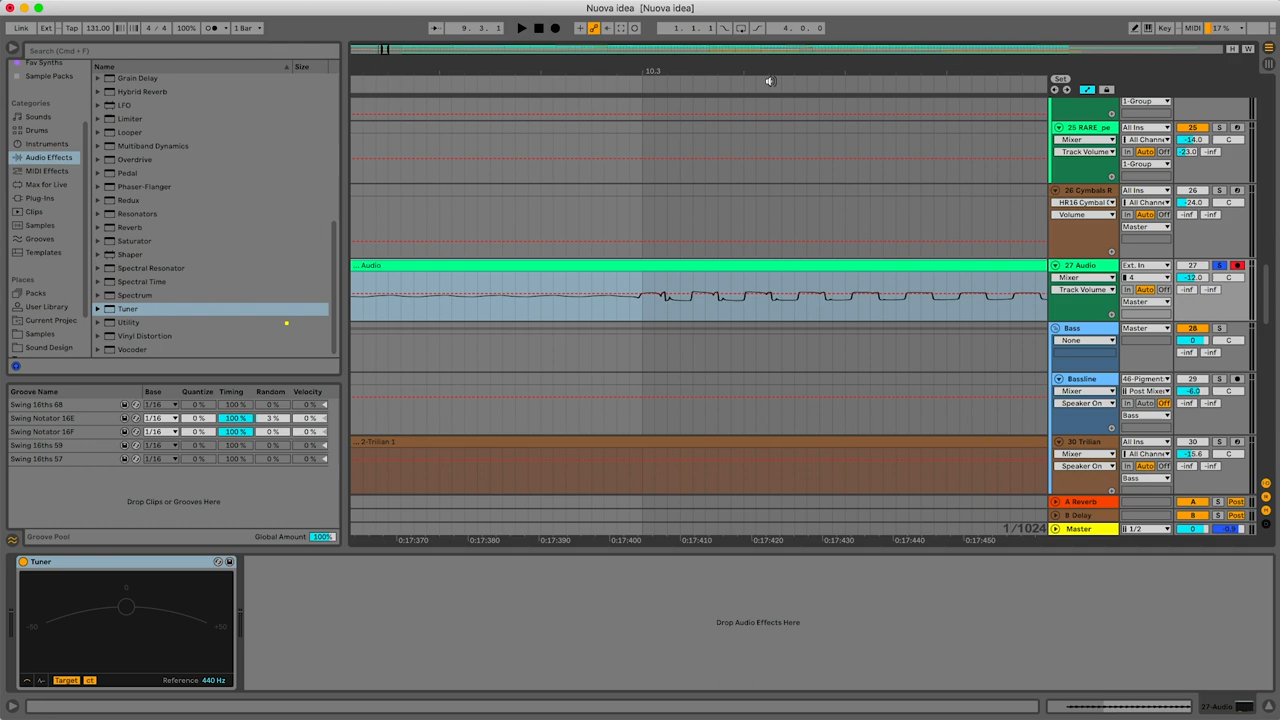 Nuova idea [Nuova idea]
Link Ext Tap 131.00 4 / 4 100% 1 Bar 9. 3. 1 1. 1. 1 4. 0. 0 Key MIDI 17 %
Search (Cmd + F)
H W
Fav Synths
Sample Packs
Categories
Sounds
Drums
Instruments
Audio Effects
MIDI Effects
Max for Live
Plug-Ins
Clips
Samples
Grooves
Templates
Places
Packs
User Library
Current Projec
Samples
Sound Design
Name Size
Grain Delay
Hybrid Reverb
LFO
Limiter
Looper
Multiband Dynamics
Overdrive
Pedal
Phaser-Flanger
Redux
Resonators
Reverb
Saturator
Shaper
Spectral Resonator
Spectral Time
Spectrum
Tuner
Utility
Vinyl Distortion
Vocoder
10.3
Set
1-Group
25 RARE pe All Ins 25 S
Mixer All Channe -14.0 C
Track Volume In Auto Off -23.0 -inf
1-Group
26 Cymbals R All Ins 26 S
HR16 Cymbal C All Channe -24.0 C
Volume In Auto Off -inf -inf
Master
... Audio
27 Audio Ext. In 27 S
Mixer 4 -12.0 C
Track Volume In Auto Off -inf -inf
Master
Bass Master 28 S
None 0 C
-inf -inf
Bassline 46-Pigment 29 S
Mixer Post Mixe -6.0 C
Speaker On In Auto Off -inf -inf
Bass
... 2-Trilian 1
30 Trilian All Ins 30 S
Mixer All Channe -15.6 C
Speaker On In Auto Off -inf -inf
Bass
A Reverb A S Post
B Delay B S Post
1/1024
Master 1/2 0 -0.9
0:17:370 0:17:380 0:17:390 0:17:400 0:17:410 0:17:420 0:17:430 0:17:440 0:17:450
Groove Name Base Quantize Timing Random Velocity
Swing 16ths 68 1/16 0 % 100 % 0 % 0 %
Swing Notator 16E 1/16 0 % 100 % 3 % 0 %
Swing Notator 16F 1/16 0 % 100 % 0 % 0 %
Swing 16ths 59 1/16 0 % 100 % 0 % 0 %
Swing 16ths 57 1/16 0 % 100 % 0 % 0 %
Drop Clips or Grooves Here
Groove Pool Global Amount 100%
Tuner
0
-50 +50
Target ct Reference 440 Hz
Drop Audio Effects Here
27-Audio